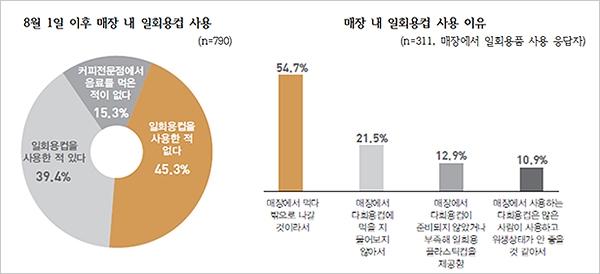 8월 1일 이후 매장 내 일회용컵 사용
(n=790)
커피전문점에서
음료를 먹은
적이 없다
15.3%
일회용컵을
사용한 적
없다
45.3%
일회용컵을
사용한 적 있다
39.4%
매장 내 일회용컵 사용 이유
(n=311, 매장에서 일회용품 사용 응답자)
54.7%
21.5%
12.9%
10.9%
매장에서 먹다
밖으로 나갈
것이라서
매장에서
다회용컵에
먹을 지
물어보지
않아서
매장에서
다회용컵이
준비되지 않았거나
부족해 일회용
플라스틱컵을
제공함
매장에서 사용하는
다회용컵은 많은
사람이 사용하고
위생상태가 안 좋을
것 같아서